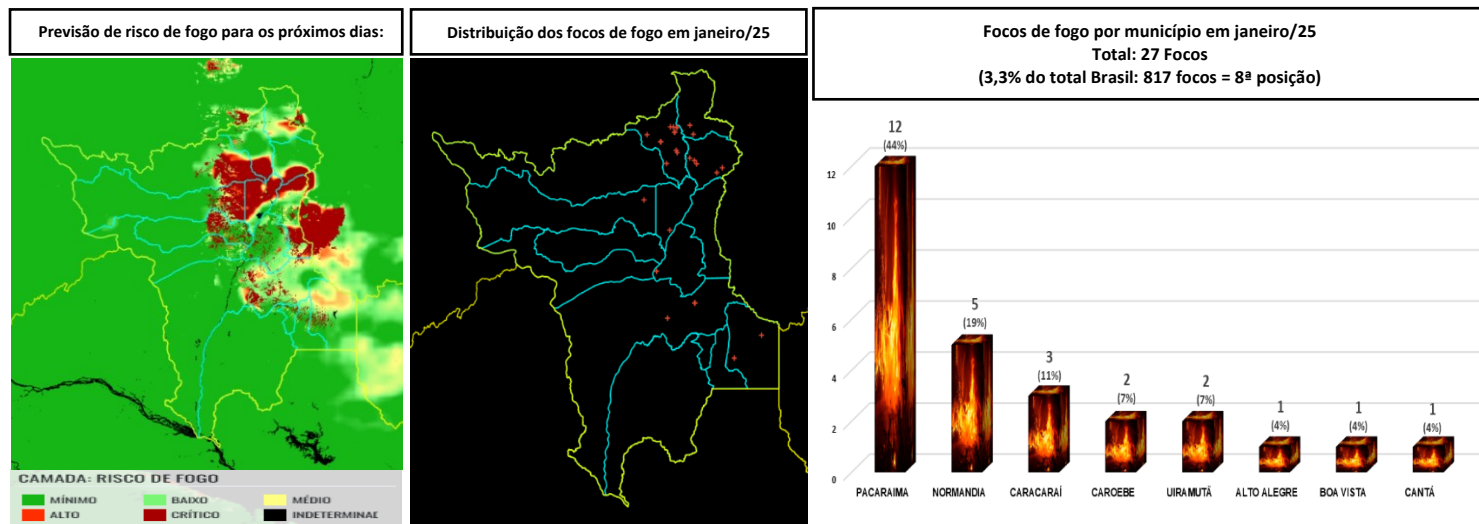 Previsão de risco de fogo para os próximos dias:
CAMADA: RISCO DE FOGO
MÍNIMO
BAIXO
MÉDIO
ALTO
CRÍTICO
INDETERMINAD
Distribuição dos focos de fogo em janeiro/25
Focos de fogo por município em janeiro/25
Total: 27 Focos
(3,3% do total Brasil: 817 focos = 8ª posição)
12
(44%)
5
(19%)
3
(11%)
2
(7%)
2
(7%)
1
(4%)
1
(4%)
1
(4%)
12
10
8
6
4
2
0
PACARAIMA
NORMANDIA
CARACARAÍ
CAROEBE
UIRAMUTÃ
ALTO ALEGRE
BOA VISTA
CANTÁ